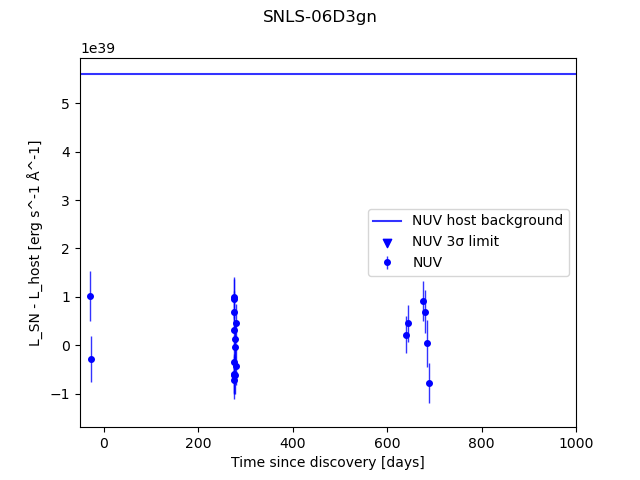 SNLS-06D3gn
1e39
L_SN - L_host [erg s^-1 Å^-1]
5
4
3
2
1
0
−1
NUV host background
NUV 3σ limit
NUV
0 200 400 600 800 1000
Time since discovery [days]